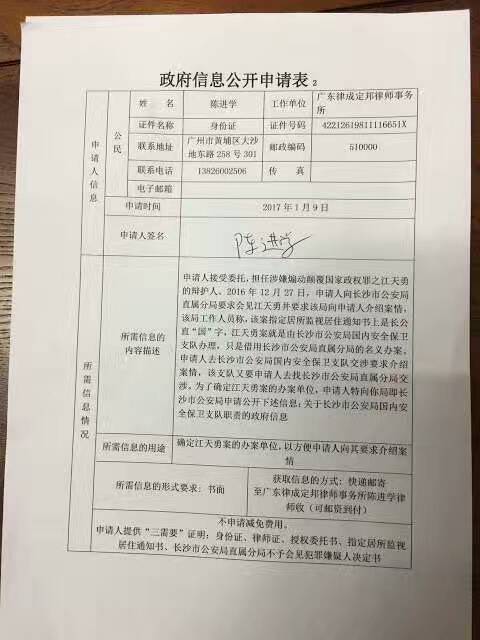 政府信息公开申请表 2
申请人信息
公民
姓 名 陈进学 工作单位 广东律成定邦律师事务所
证件名称 身份证 证件号码 42212619811116651X
联系地址 广州市黄埔区大沙地东路 258 号 301 邮政编码 510000
联系电话 13826002506 传 真
电子邮箱
申请时间 2017 年 1 月 9 日
申请人签名 陈进学
所需信息情况
所需信息的内容描述
申请人接受委托，担任涉嫌煽动颠覆国家政权罪之江天勇
的辩护人。2016 年 12 月 27 日，申请人向长沙市公安局
直属分局要求会见江天勇并要求该局向申请人介绍案情，
该局工作人员称，该案指定居所监视居住通知书上是长公
直“国”字，江天勇案就是由长沙市公安局国内安全保卫
支队办理，只是借用长沙市公安局直属分局的名义办案。
申请人去长沙市公安局国内安全保卫支队交涉要求介绍
案情，该支队又要申请人去找长沙市公安局直属分局交
涉。为了确定江天勇案的办案单位，申请人特向你局即长
沙市公安局申请公开下述信息：关于长沙市公安局国内安
全保卫支队职责的政府信息
所需信息的用途 确定江天勇案的办案单位，以方便申请人向其要求介绍案情
所需信息的形式要求：书面
获取信息的方式：快递邮寄
至广东律成定邦律师事务所陈进学律
师收（可邮资到付）
不申请减免费用。
申请人提供“三需要”证明：身份证、律师证、授权委托书、指定居所监视
居住通知书、长沙市公安局直属分局不予会见犯罪嫌疑人决定书